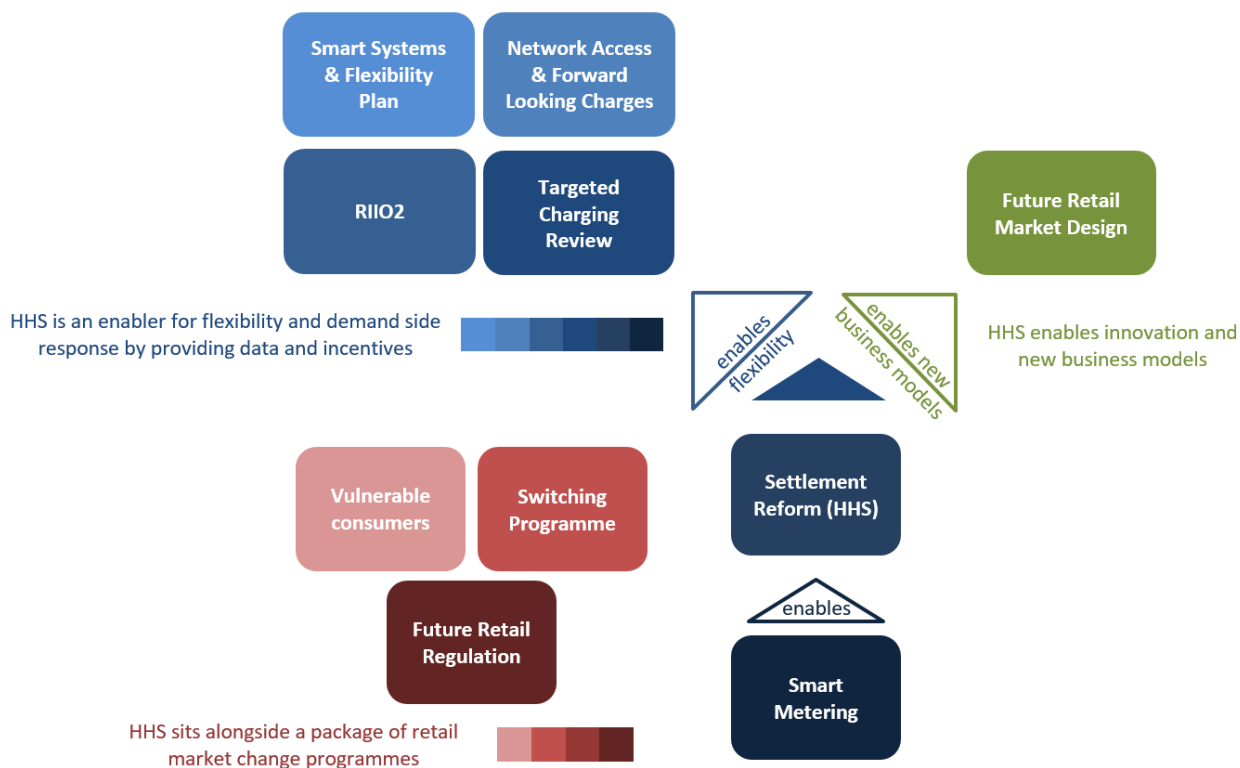 Smart Systems
& Flexibility
Plan
Network Access
& Forward
Looking Charges
RIIO2
Targeted
Charging
Review
Future Retail
Market Design
HHS is an enabler for flexibility and demand side
response by providing data and incentives
enables
flexibility
enables new
business models
HHS enables innovation and
new business models
Vulnerable
consumers
Switching
Programme
Settlement
Reform (HHS)
Future Retail
Regulation
enables
Smart
Metering
HHS sits alongside a package of retail
market change programmes